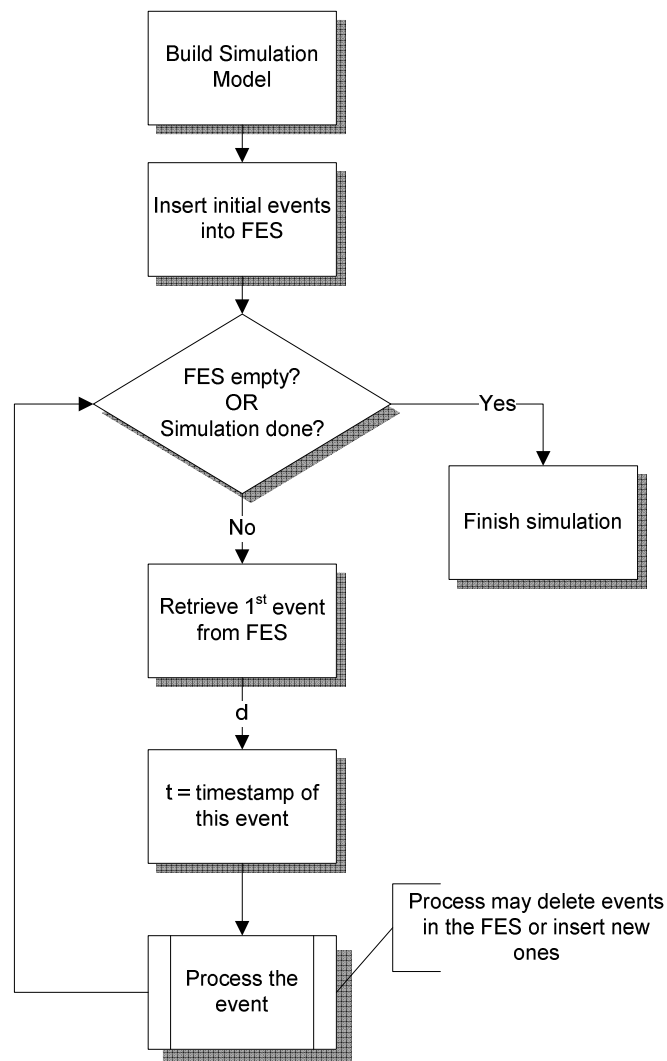 Build Simulation
Model
Insert initial events
into FES
FES empty?
OR
Simulation done?
Yes
Finish simulation
No
Retrieve 1st event
from FES
d
t = timestamp of
this event
Process may delete events
in the FES or insert new
ones
Process the
event